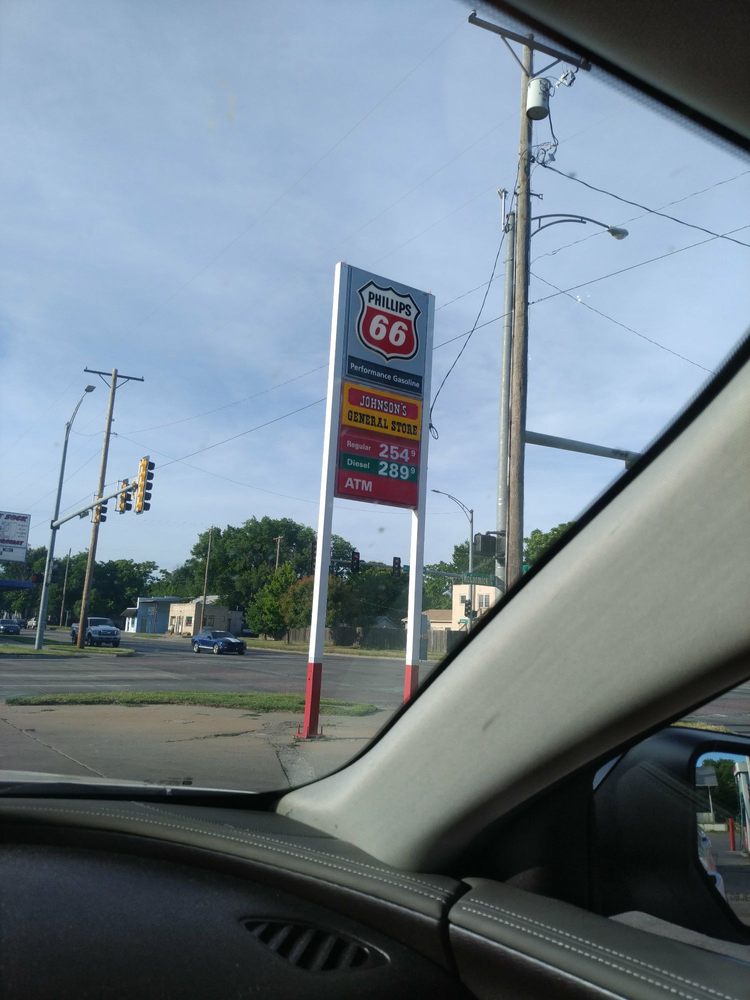 PHILLIPS
66
Performance Gasoline
JOHNSON'S
GENERAL STORE
Regular 254⁹
Diesel 289⁹
ATM